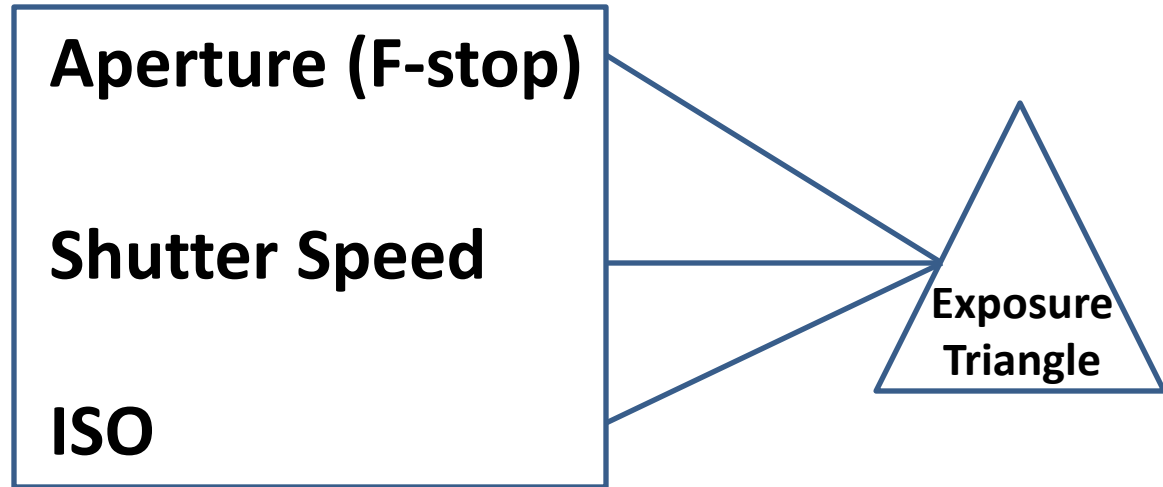 Aperture (F-stop)
Shutter Speed
ISO
Exposure
Triangle